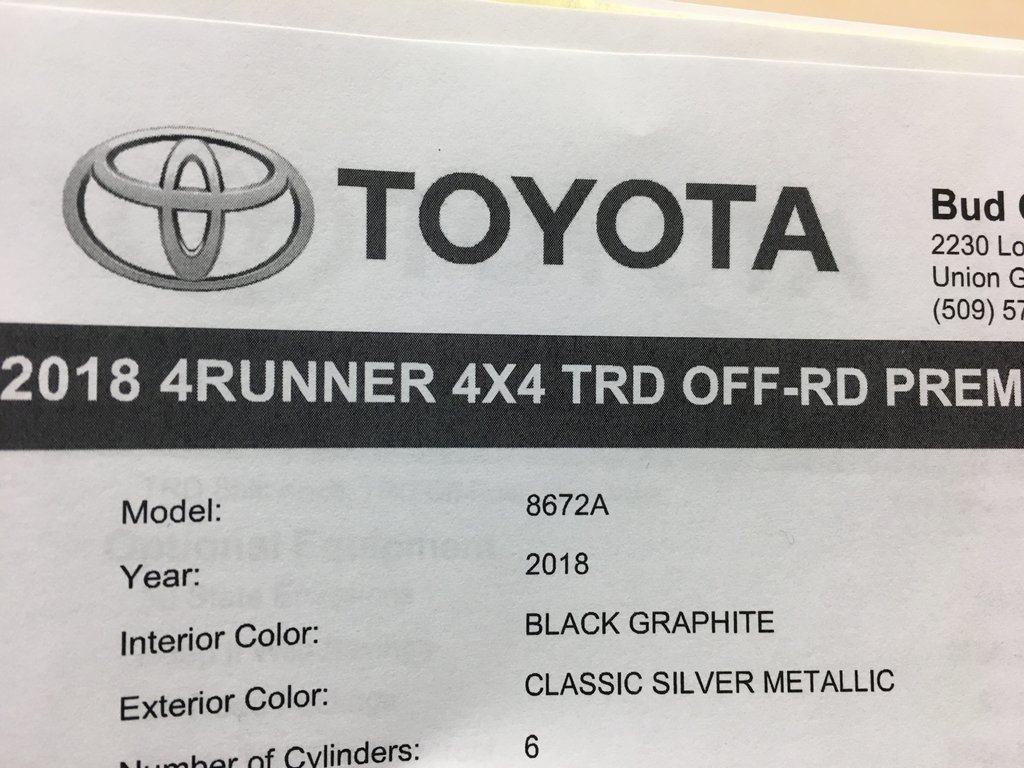 TOYOTA
Bud
2230 Lo
Union G
(509) 57
2018 4RUNNER 4X4 TRD OFF-RD PREM
Model: 8672A
Year: 2018
Interior Color: BLACK GRAPHITE
Exterior Color: CLASSIC SILVER METALLIC
Number of Cylinders: 6